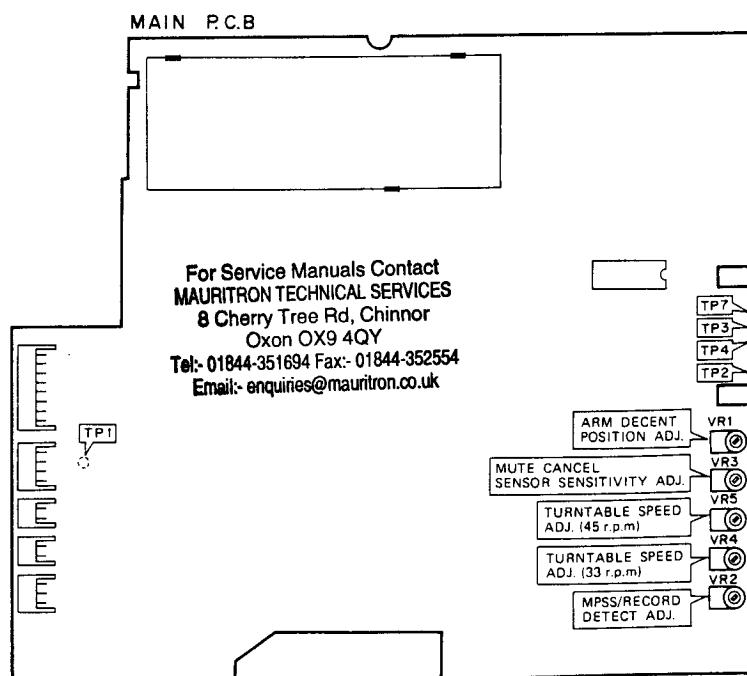 MAIN P.C.B
For Service Manuals Contact
MAURITRON TECHNICAL SERVICES
8 Cherry Tree Rd, Chinnor
Oxon OX9 4QY
Tel:- 01844-351694 Fax:- 01844-352554
Email:- enquiries@mauritron.co.uk
TP7
TP3
TP4
TP2
TP1
ARM DECENT
POSITION ADJ.
VR1
MUTE CANCEL
SENSOR SENSITIVITY ADJ.
VR3
TURNTABLE SPEED
ADJ. (45 r.p.m)
VR5
TURNTABLE SPEED
ADJ. (33 r.p.m)
VR4
MPSS/RECORD
DETECT ADJ.
VR2